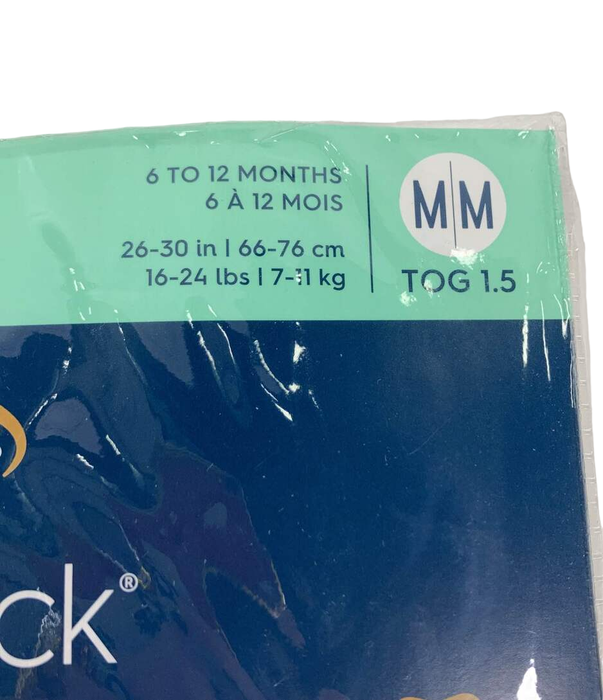 6 TO 12 MONTHS
6 À 12 MOIS
26-30 in | 66-76 cm
16-24 lbs | 7-11 kg
M|M
TOG 1.5
ck®